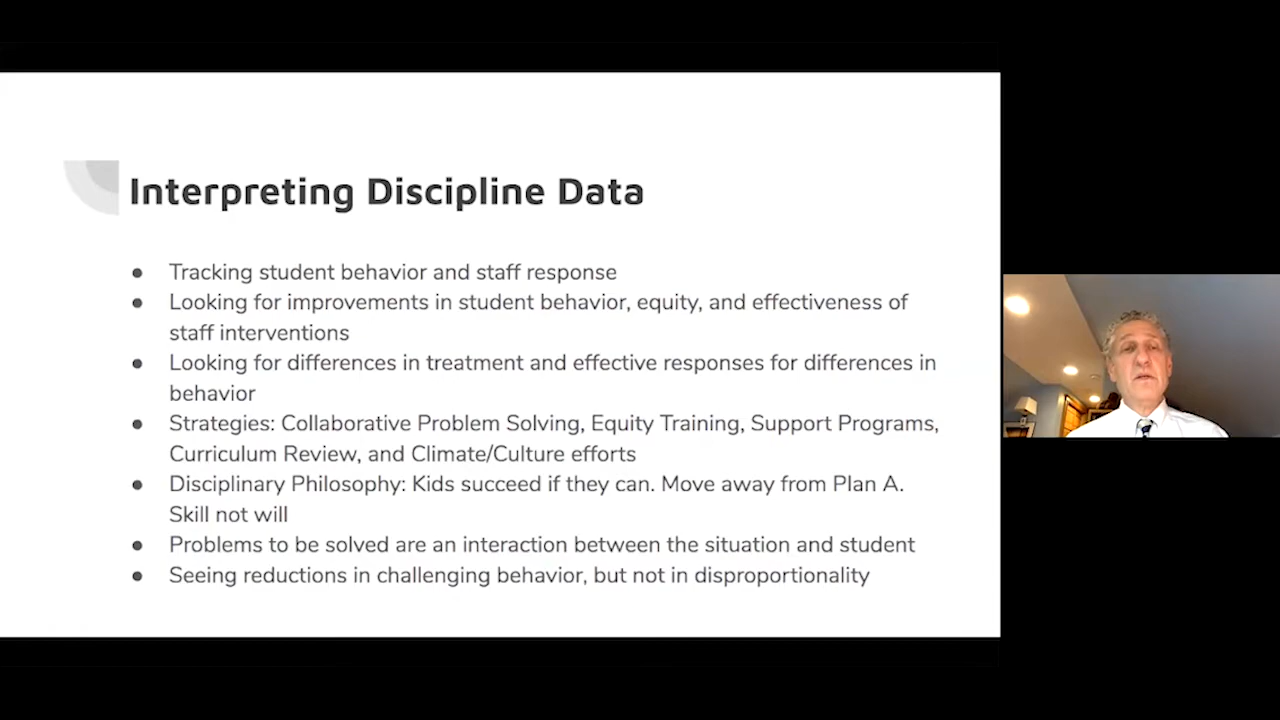 Interpreting Discipline Data
● Tracking student behavior and staff response
● Looking for improvements in student behavior, equity, and effectiveness of
staff interventions
● Looking for differences in treatment and effective responses for differences in
behavior
● Strategies: Collaborative Problem Solving, Equity Training, Support Programs,
Curriculum Review, and Climate/Culture efforts
● Disciplinary Philosophy: Kids succeed if they can. Move away from Plan A.
Skill not will
● Problems to be solved are an interaction between the situation and student
● Seeing reductions in challenging behavior, but not in disproportionality